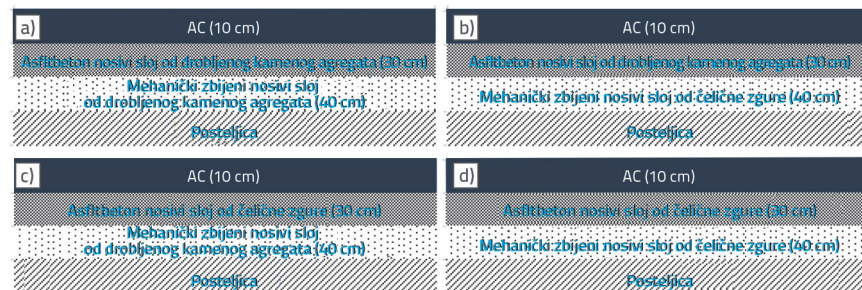 a)
AC (10 cm)
Asfltbeton nosivi sloj od drobljenog kamenog agregata (30 cm)
Mehanički zbijeni nosivi sloj
od drobljenog kamenog agregata (40 cm)
Posteljica
b)
AC (10 cm)
Asfltbeton nosivi sloj od drobljenog kamenog agregata (30 cm)
Mehanički zbijeni nosivi sloj od čelične zgure (40 cm)
Posteljica
c)
AC (10 cm)
Asfltbeton nosivi sloj od čelične zgure (30 cm)
Mehanički zbijeni nosivi sloj
od drobljenog kamenog agregata (40 cm)
Posteljica
d)
AC (10 cm)
Asfltbeton nosivi sloj od čelične zgure (30 cm)
Mehanički zbijeni nosivi sloj od čelične zgure (40 cm)
Posteljica